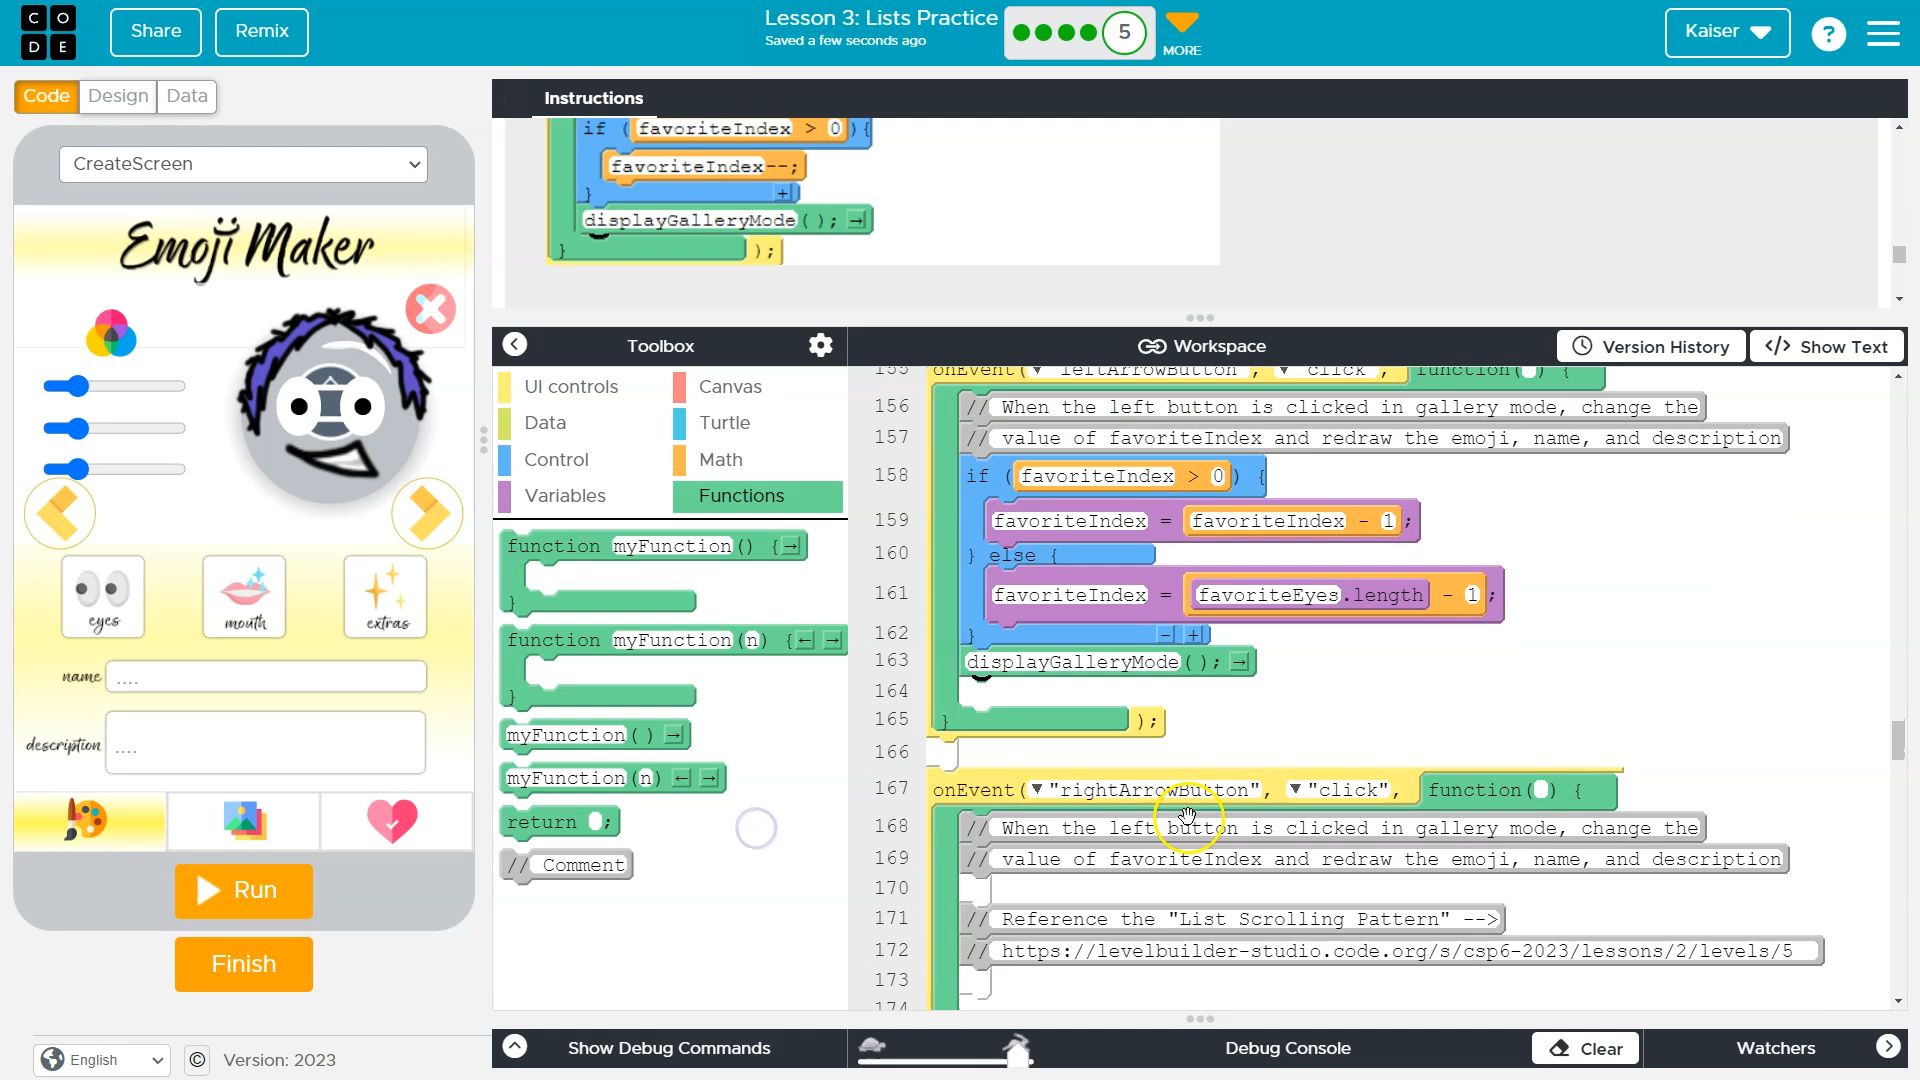 CODE
Share
Remix
Lesson 3: Lists Practice
Saved a few seconds ago
5
MORE
Kaiser
?
Code
Design
Data
CreateScreen
Emoji Maker
eyes
mouth
extras
name
....
description
....
Run
Finish
English
© Version: 2023
Instructions
if (favoriteIndex > 0){
favoriteIndex--;
} +
displayGalleryMode();
} );
Toolbox
Workspace
Version History
</> Show Text
UI controls
Canvas
Data
Turtle
Control
Math
Variables
Functions
function myFunction() {
}
function myFunction(n) {
}
myFunction()
myFunction(n)
return ;
// Comment
155 onEvent(▼ "leftArrowButton", ▼ "click", function( ) {
156 // When the left button is clicked in gallery mode, change the
157 // value of favoriteIndex and redraw the emoji, name, and description
158 if (favoriteIndex > 0) {
159 favoriteIndex = favoriteIndex - 1;
160 } else {
161 favoriteIndex = favoriteEyes.length - 1;
162 } - +
163 displayGalleryMode();
164
165 } );
166
167 onEvent(▼ "rightArrowButton", ▼ "click", function( ) {
168 // When the left button is clicked in gallery mode, change the
169 // value of favoriteIndex and redraw the emoji, name, and description
170
171 // Reference the "List Scrolling Pattern" -->
172 // https://levelbuilder-studio.code.org/s/csp6-2023/lessons/2/levels/5
173
174
Show Debug Commands
Debug Console
Clear
Watchers